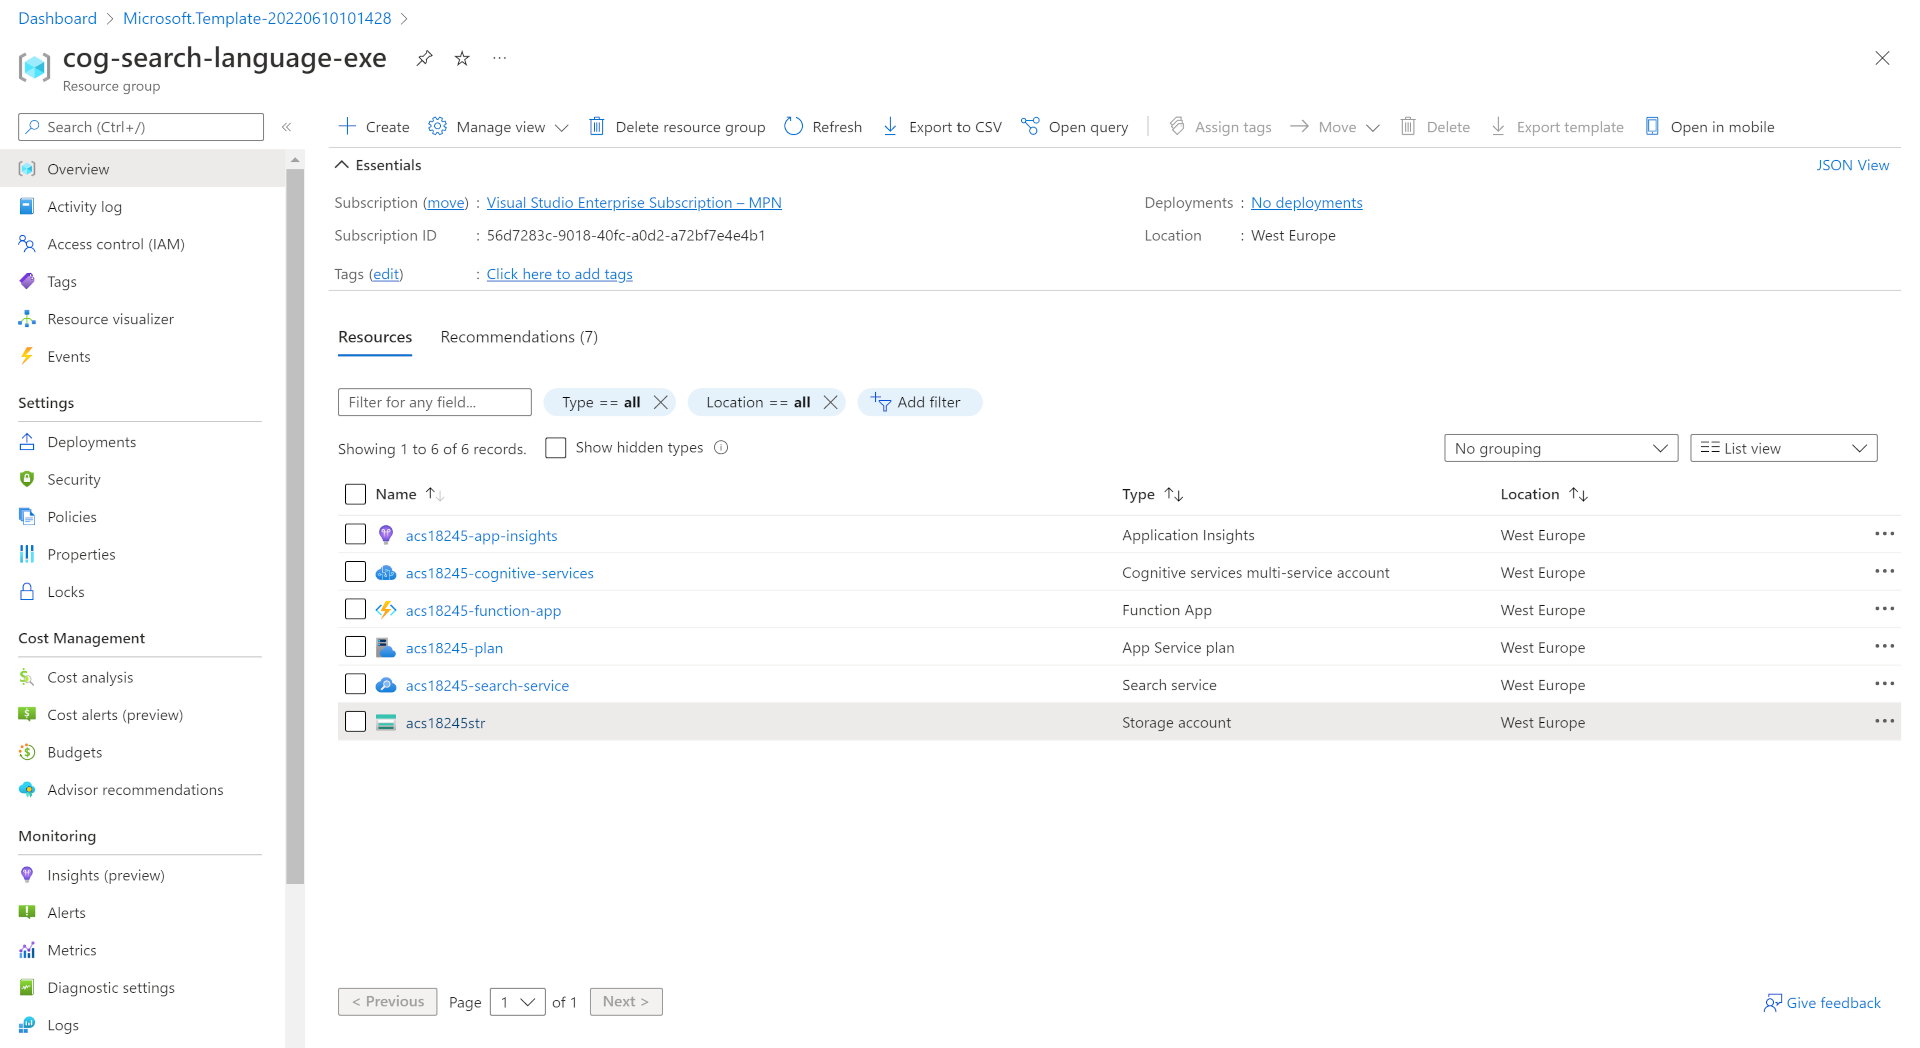 Dashboard > Microsoft.Template-20220610101428 >
cog-search-language-exe ...
Resource group
Search (Ctrl+/) «
Overview
Activity log
Access control (IAM)
Tags
Resource visualizer
Events
Settings
Deployments
Security
Policies
Properties
Locks
Cost Management
Cost analysis
Cost alerts (preview)
Budgets
Advisor recommendations
Monitoring
Insights (preview)
Alerts
Metrics
Diagnostic settings
Logs
Create Manage view Delete resource group Refresh Export to CSV Open query Assign tags Move Delete Export template Open in mobile
Essentials JSON View
Subscription (move) : Visual Studio Enterprise Subscription – MPN Deployments : No deployments
Subscription ID : 56d7283c-9018-40fc-a0d2-a72bf7e4e4b1 Location : West Europe
Tags (edit) : Click here to add tags
Resources Recommendations (7)
Filter for any field... Type == all Location == all Add filter
Showing 1 to 6 of 6 records. Show hidden types No grouping List view
Name Type Location
acs18245-app-insights Application Insights West Europe
acs18245-cognitive-services Cognitive services multi-service account West Europe
acs18245-function-app Function App West Europe
acs18245-plan App Service plan West Europe
acs18245-search-service Search service West Europe
acs18245str Storage account West Europe
< Previous Page 1 of 1 Next > Give feedback